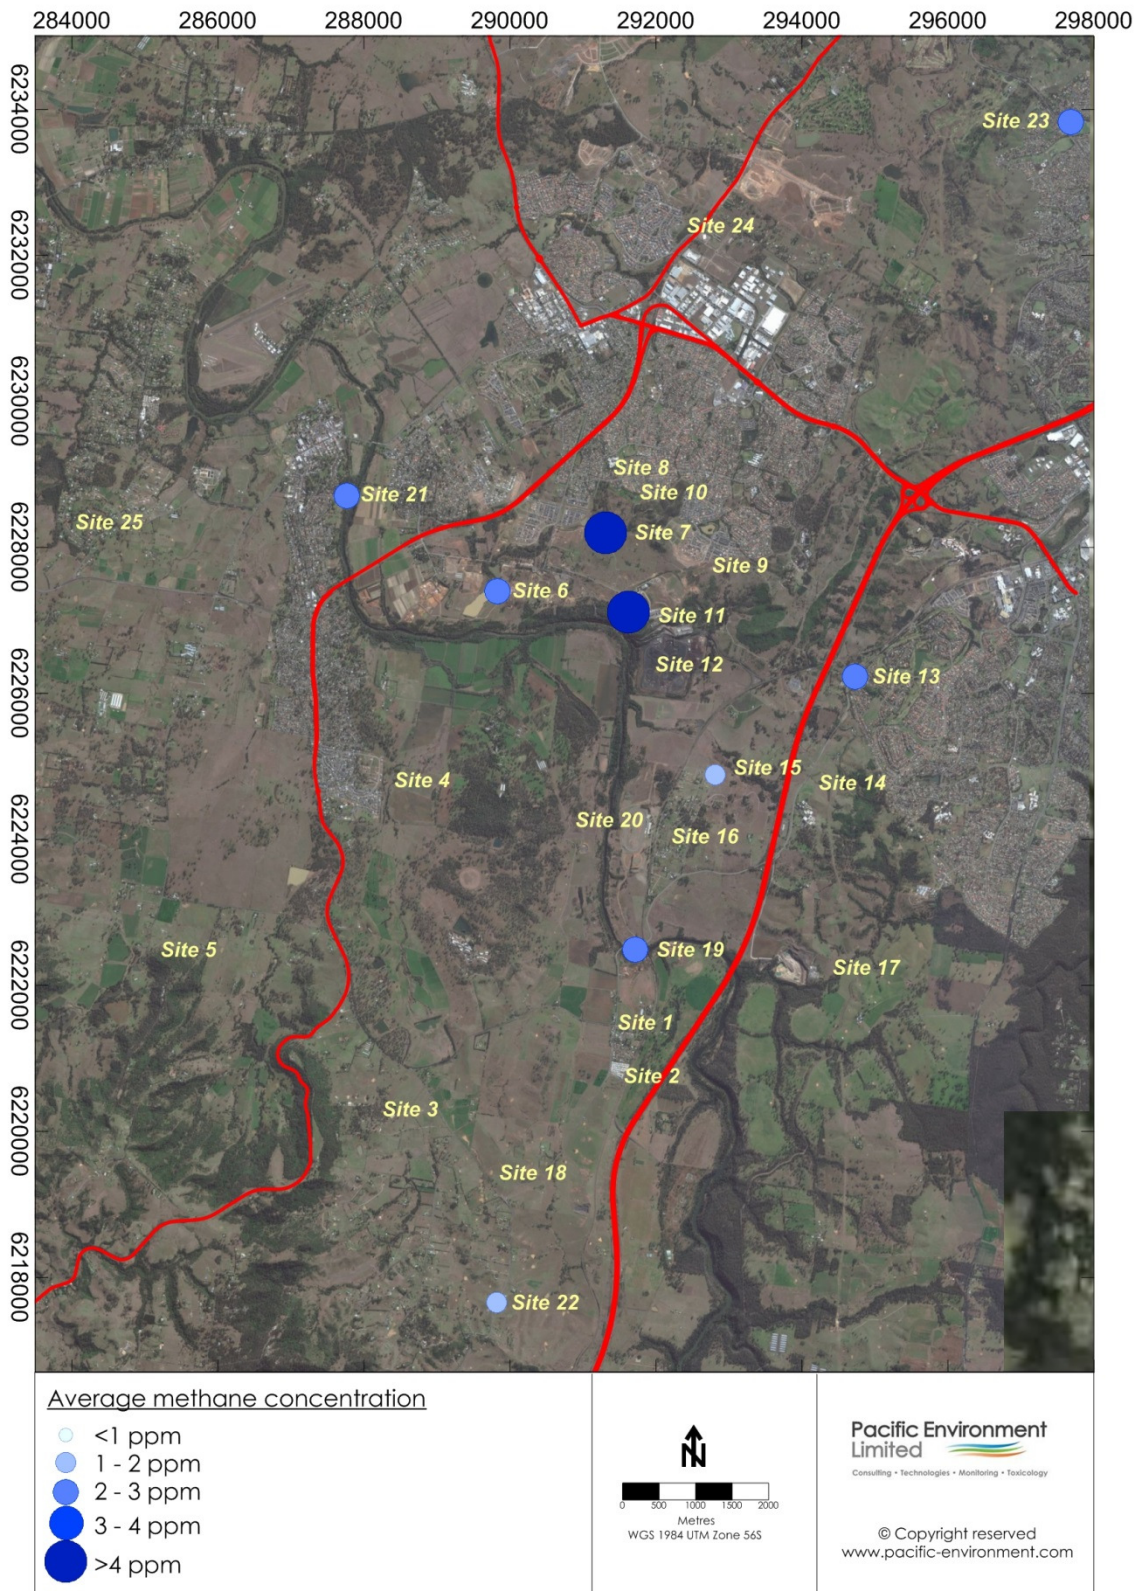 284000 286000 288000 290000 292000 294000 296000 298000
6234000
6232000
6230000
6228000
6226000
6224000
6222000
6220000
6218000
Site 23
Site 24
Site 8
Site 21
Site 10
Site 25
Site 7
Site 9
Site 6
Site 11
Site 12
Site 13
Site 15
Site 4
Site 14
Site 20
Site 16
Site 5
Site 19
Site 17
Site 1
Site 2
Site 3
Site 18
Site 22
Average methane concentration
<1 ppm
1 - 2 ppm
2 - 3 ppm
3 - 4 ppm
>4 ppm
N
0 500 1000 1500 2000
Metres
WGS 1984 UTM Zone 56S
Pacific Environment
Limited
Consulting • Technologies • Monitoring • Toxicology
© Copyright reserved
www.pacific-environment.com